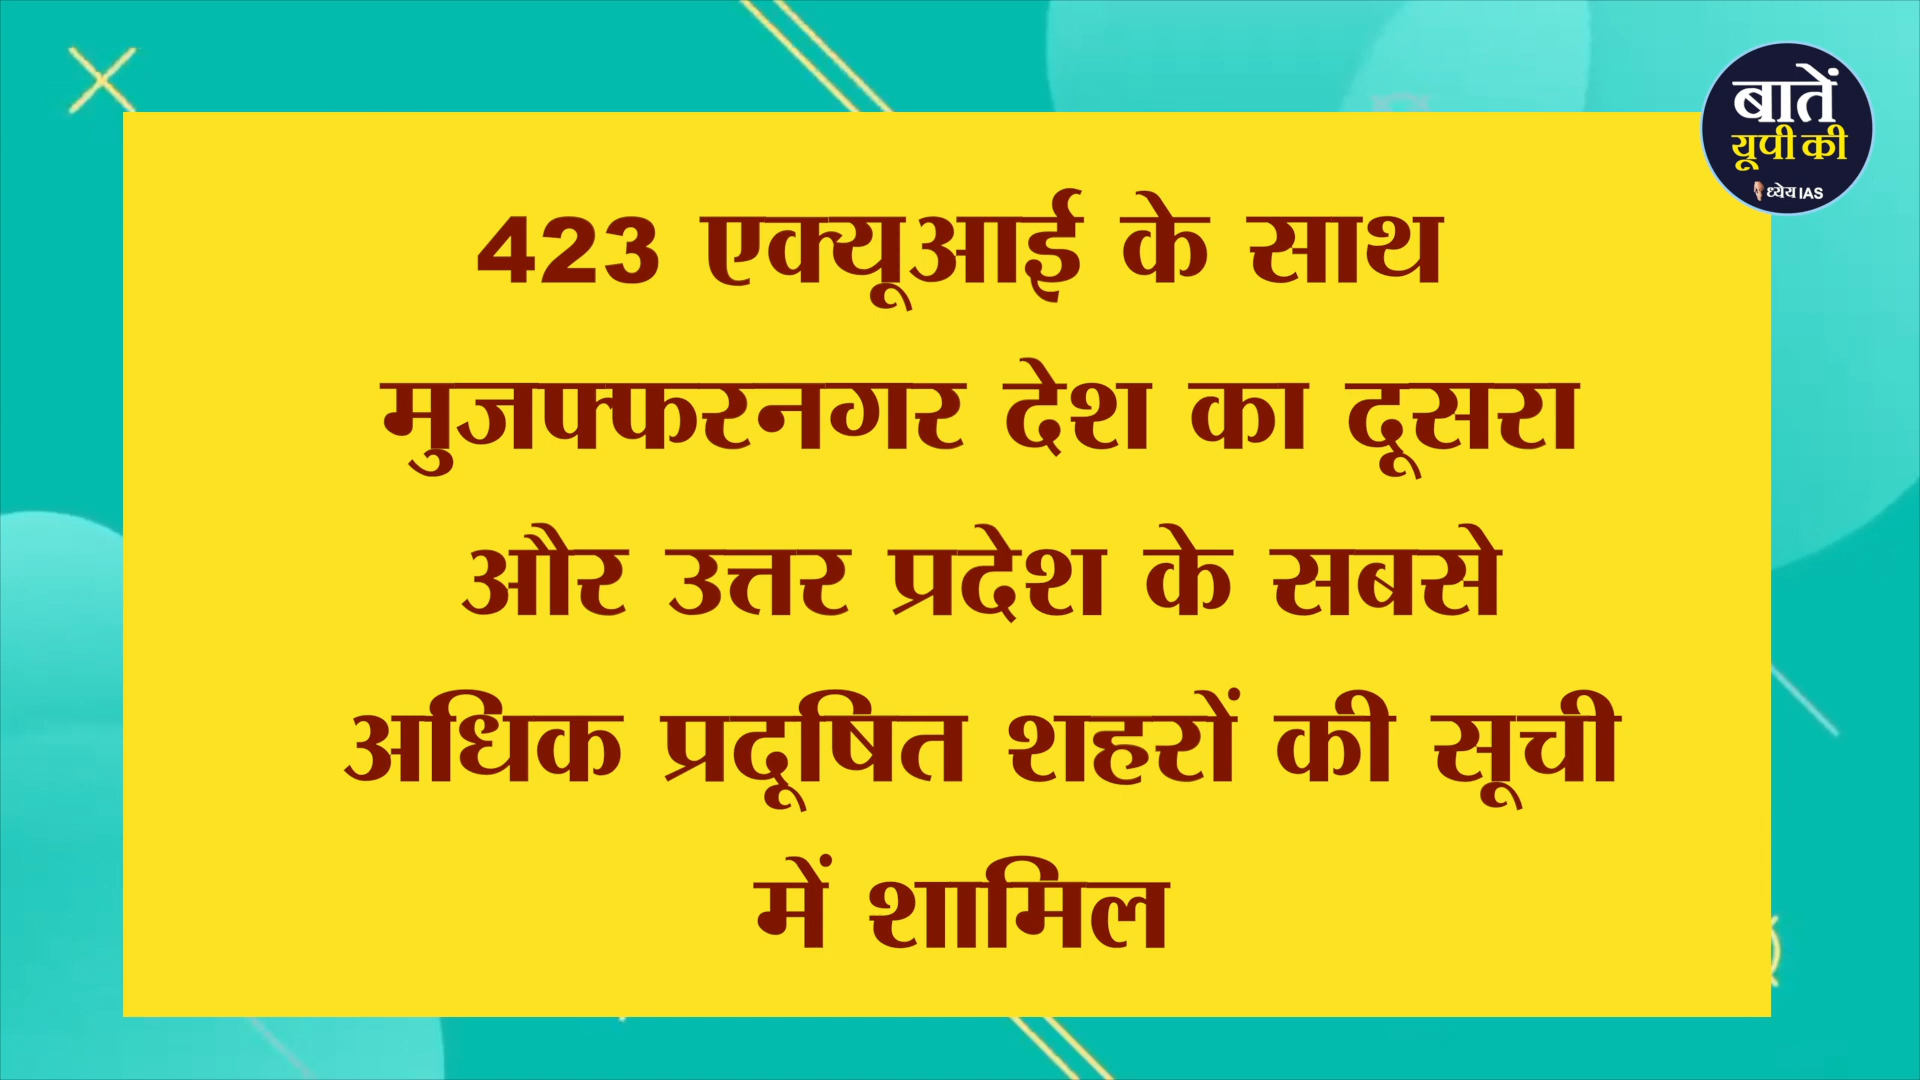 बातें
यूपी की
ध्येय IAS
423 एक्यूआई के साथ
मुजफ्फरनगर देश का दूसरा
और उत्तर प्रदेश के सबसे
अधिक प्रदूषित शहरों की सूची
में शामिल